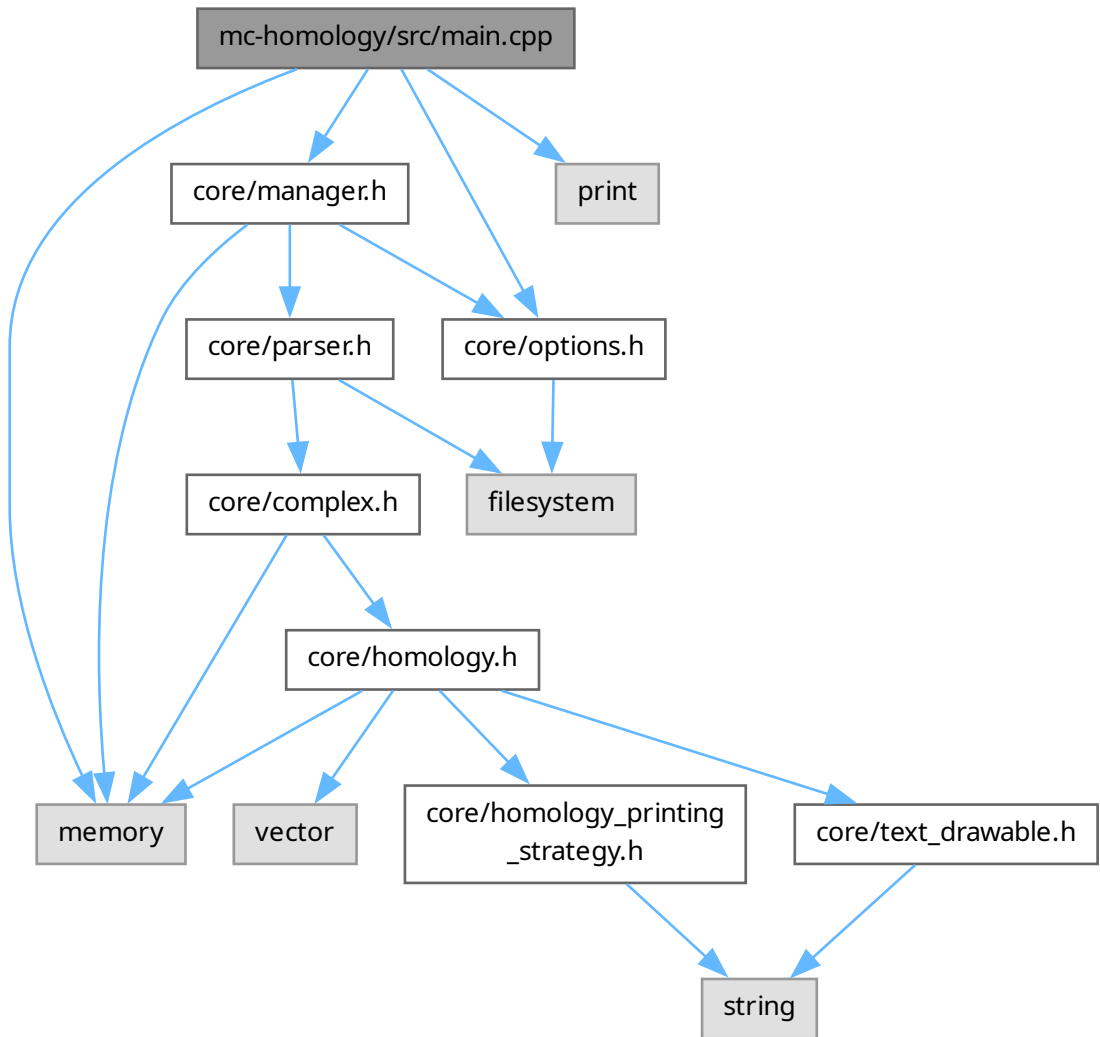 mc-homology/src/main.cpp
core/manager.h
print
core/parser.h
core/options.h
core/complex.h
filesystem
core/homology.h
memory
vector
core/homology_printing
_strategy.h
core/text_drawable.h
string